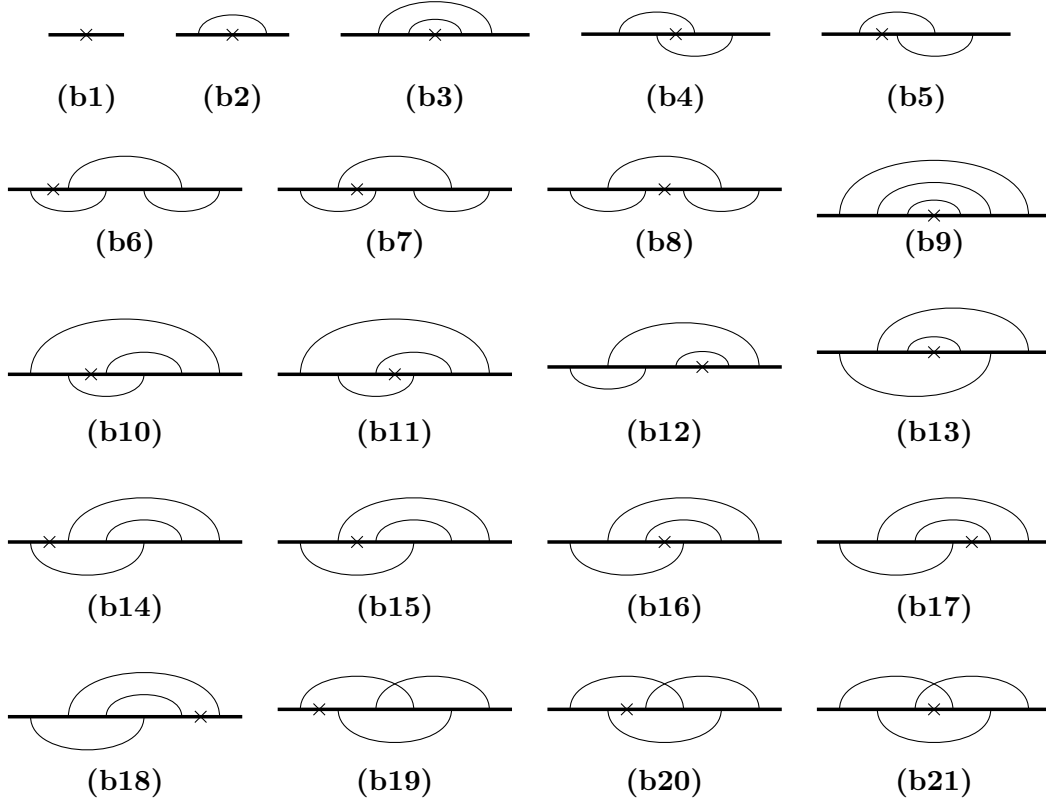 (b1) (b2) (b3) (b4) (b5)
(b6) (b7) (b8) (b9)
(b10) (b11) (b12) (b13)
(b14) (b15) (b16) (b17)
(b18) (b19) (b20) (b21)